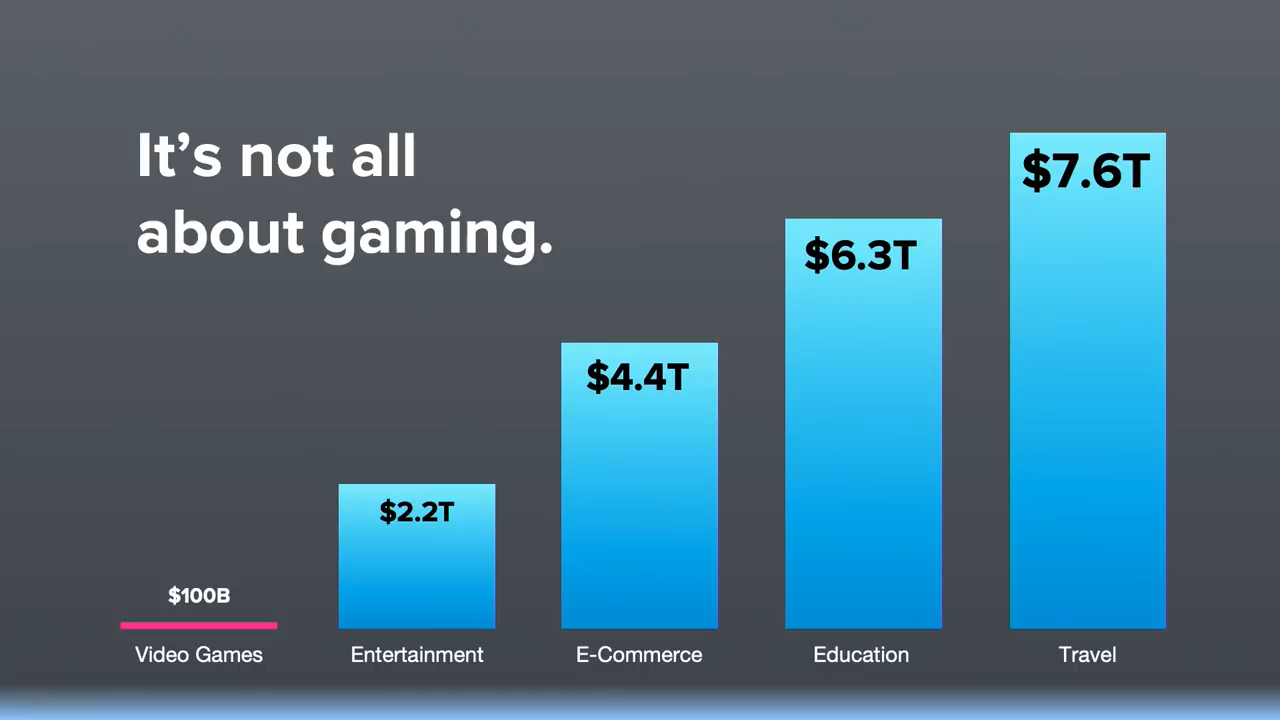 It’s not all
about gaming.
$7.6T
$6.3T
$4.4T
$2.2T
$100B
Video Games
Entertainment
E-Commerce
Education
Travel